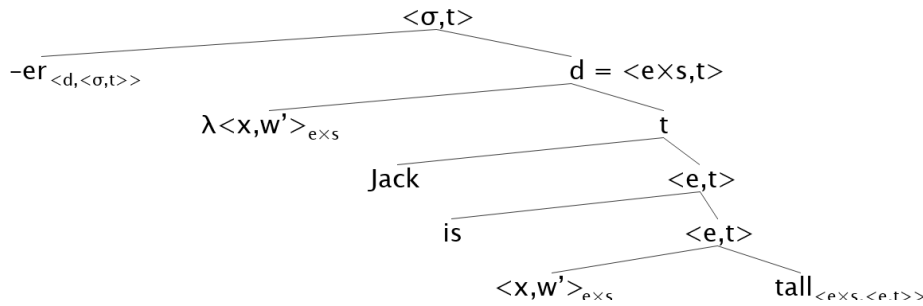 <σ,t>
-er<d,<σ,t>> d = <e×s,t>
λ<x,w’>e×s t
Jack <e,t>
is <e,t>
<x,w’>e×s tall<e×s,<e,t>>